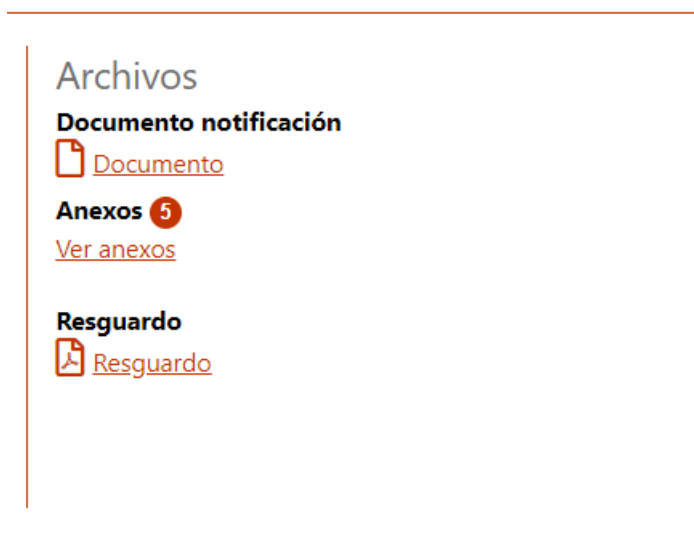 Archivos
Documento notificación
Documento
Anexos 5
Ver anexos
Resguardo
Resguardo